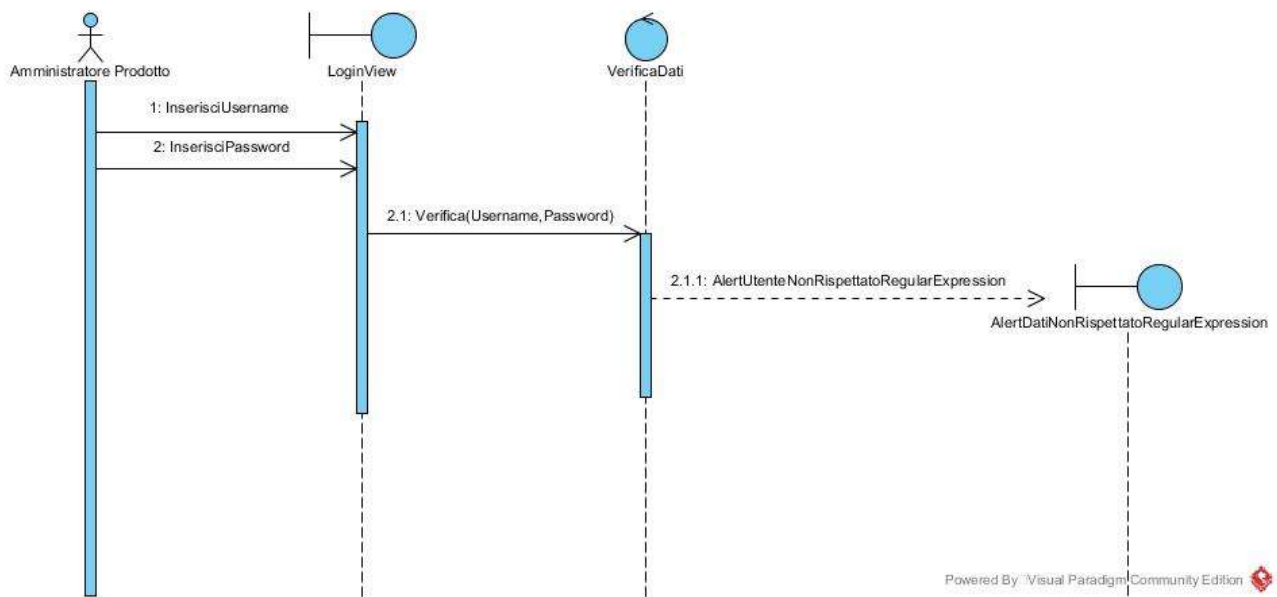 Amministratore Prodotto
LoginView
VerificaDati
1: InserisciUsername
2: InserisciPassword
2.1: Verifica(Username,Password)
2.1.1: AlertUtenteNonRispettatoRegularExpression
AlertDatiNonRispettatoRegularExpression
Powered By Visual Paradigm Community Edition